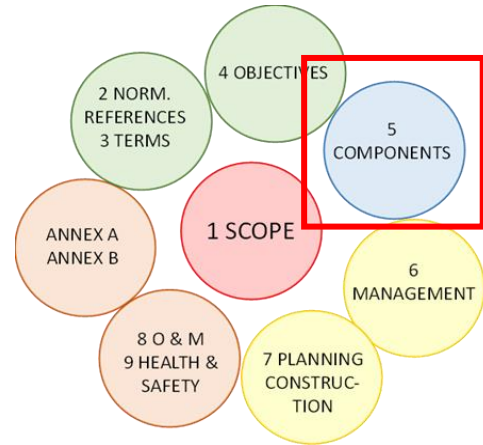 1 SCOPE
2 NORM.
REFERENCES
3 TERMS
4 OBJECTIVES
5
COMPONENTS
6
MANAGEMENT
7 PLANNING
CONSTRUC-
TION
8 O & M
9 HEALTH &
SAFETY
ANNEX A
ANNEX B